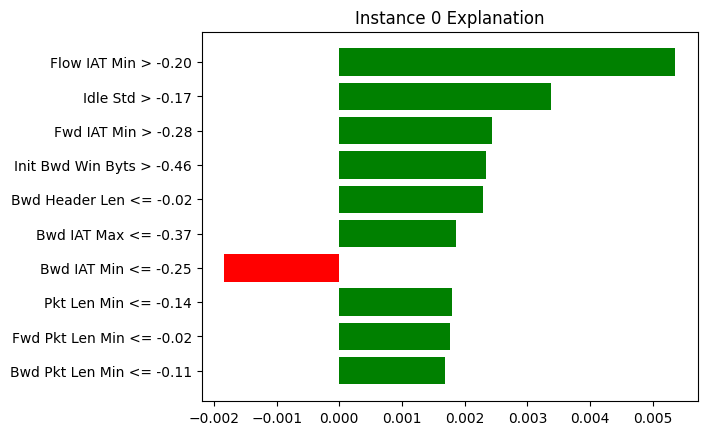 Instance 0 Explanation
Flow IAT Min > -0.20
Idle Std > -0.17
Fwd IAT Min > -0.28
Init Bwd Win Byts > -0.46
Bwd Header Len <= -0.02
Bwd IAT Max <= -0.37
Bwd IAT Min <= -0.25
Pkt Len Min <= -0.14
Fwd Pkt Len Min <= -0.02
Bwd Pkt Len Min <= -0.11
−0.002 −0.001 0.000 0.001 0.002 0.003 0.004 0.005